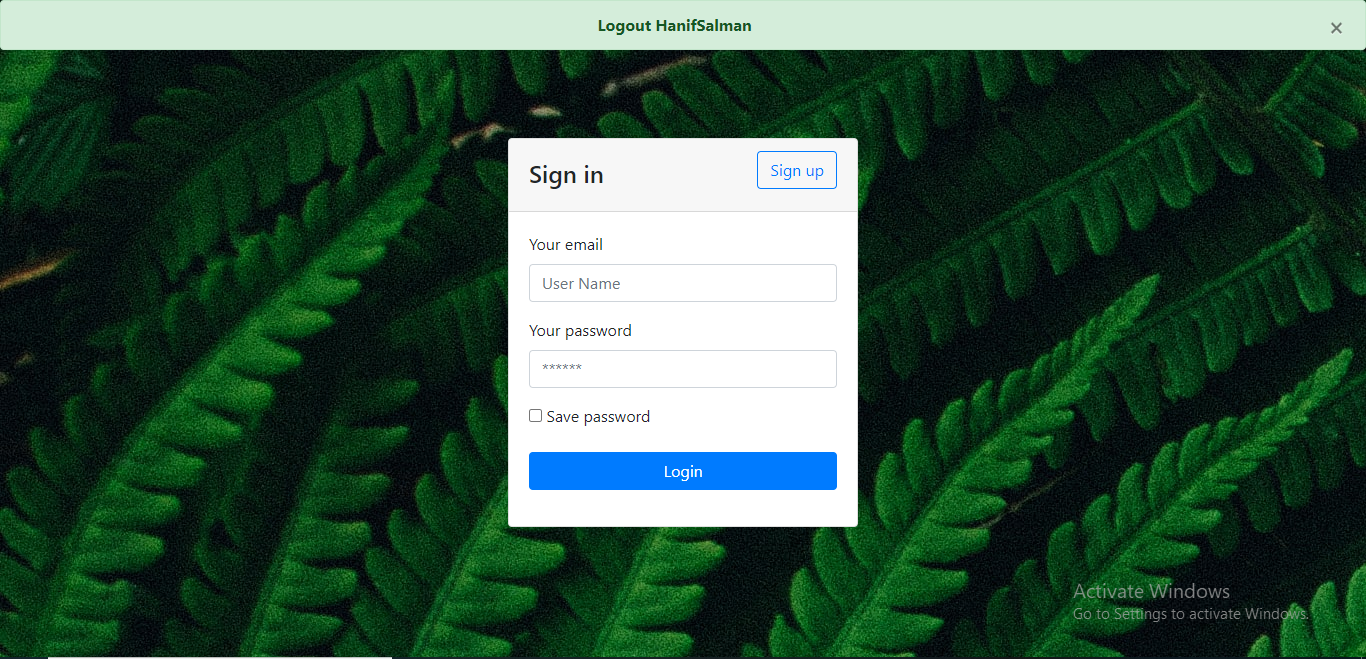 Logout HanifSalman
×
Sign in
Sign up
Your email
User Name
Your password
******
Save password
Login
Activate Windows
Go to Settings to activate Windows.